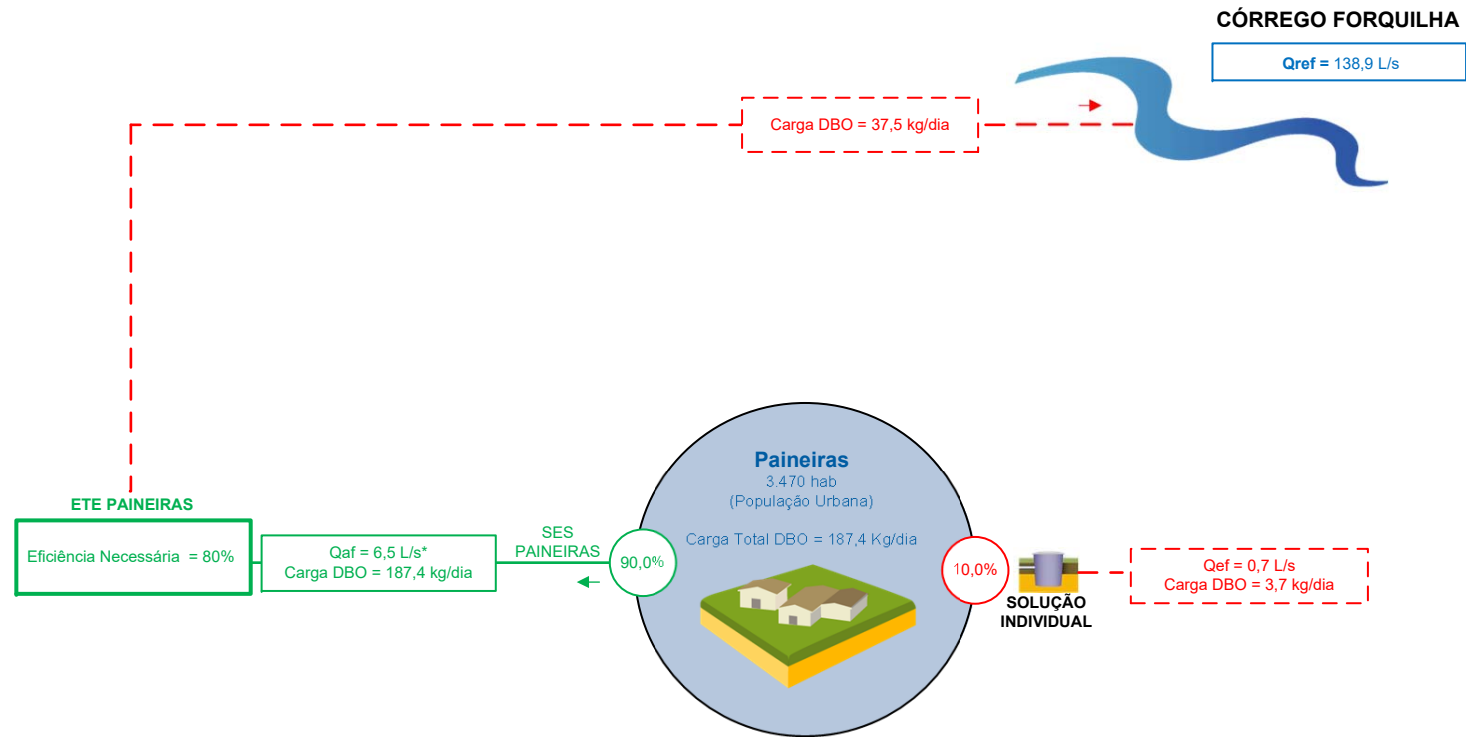 CÓRREGO FORQUILHA
Qref = 138,9 L/s
Carga DBO = 37,5 kg/dia
Paineiras
3.470 hab
(População Urbana)
Carga Total DBO = 187,4 Kg/dia
ETE PAINEIRAS
Eficiência Necessária = 80%
Qaf = 6,5 L/s*
Carga DBO = 187,4 kg/dia
SES
PAINEIRAS
90,0%
10,0%
SOLUÇÃO
INDIVIDUAL
Qef = 0,7 L/s
Carga DBO = 3,7 kg/dia